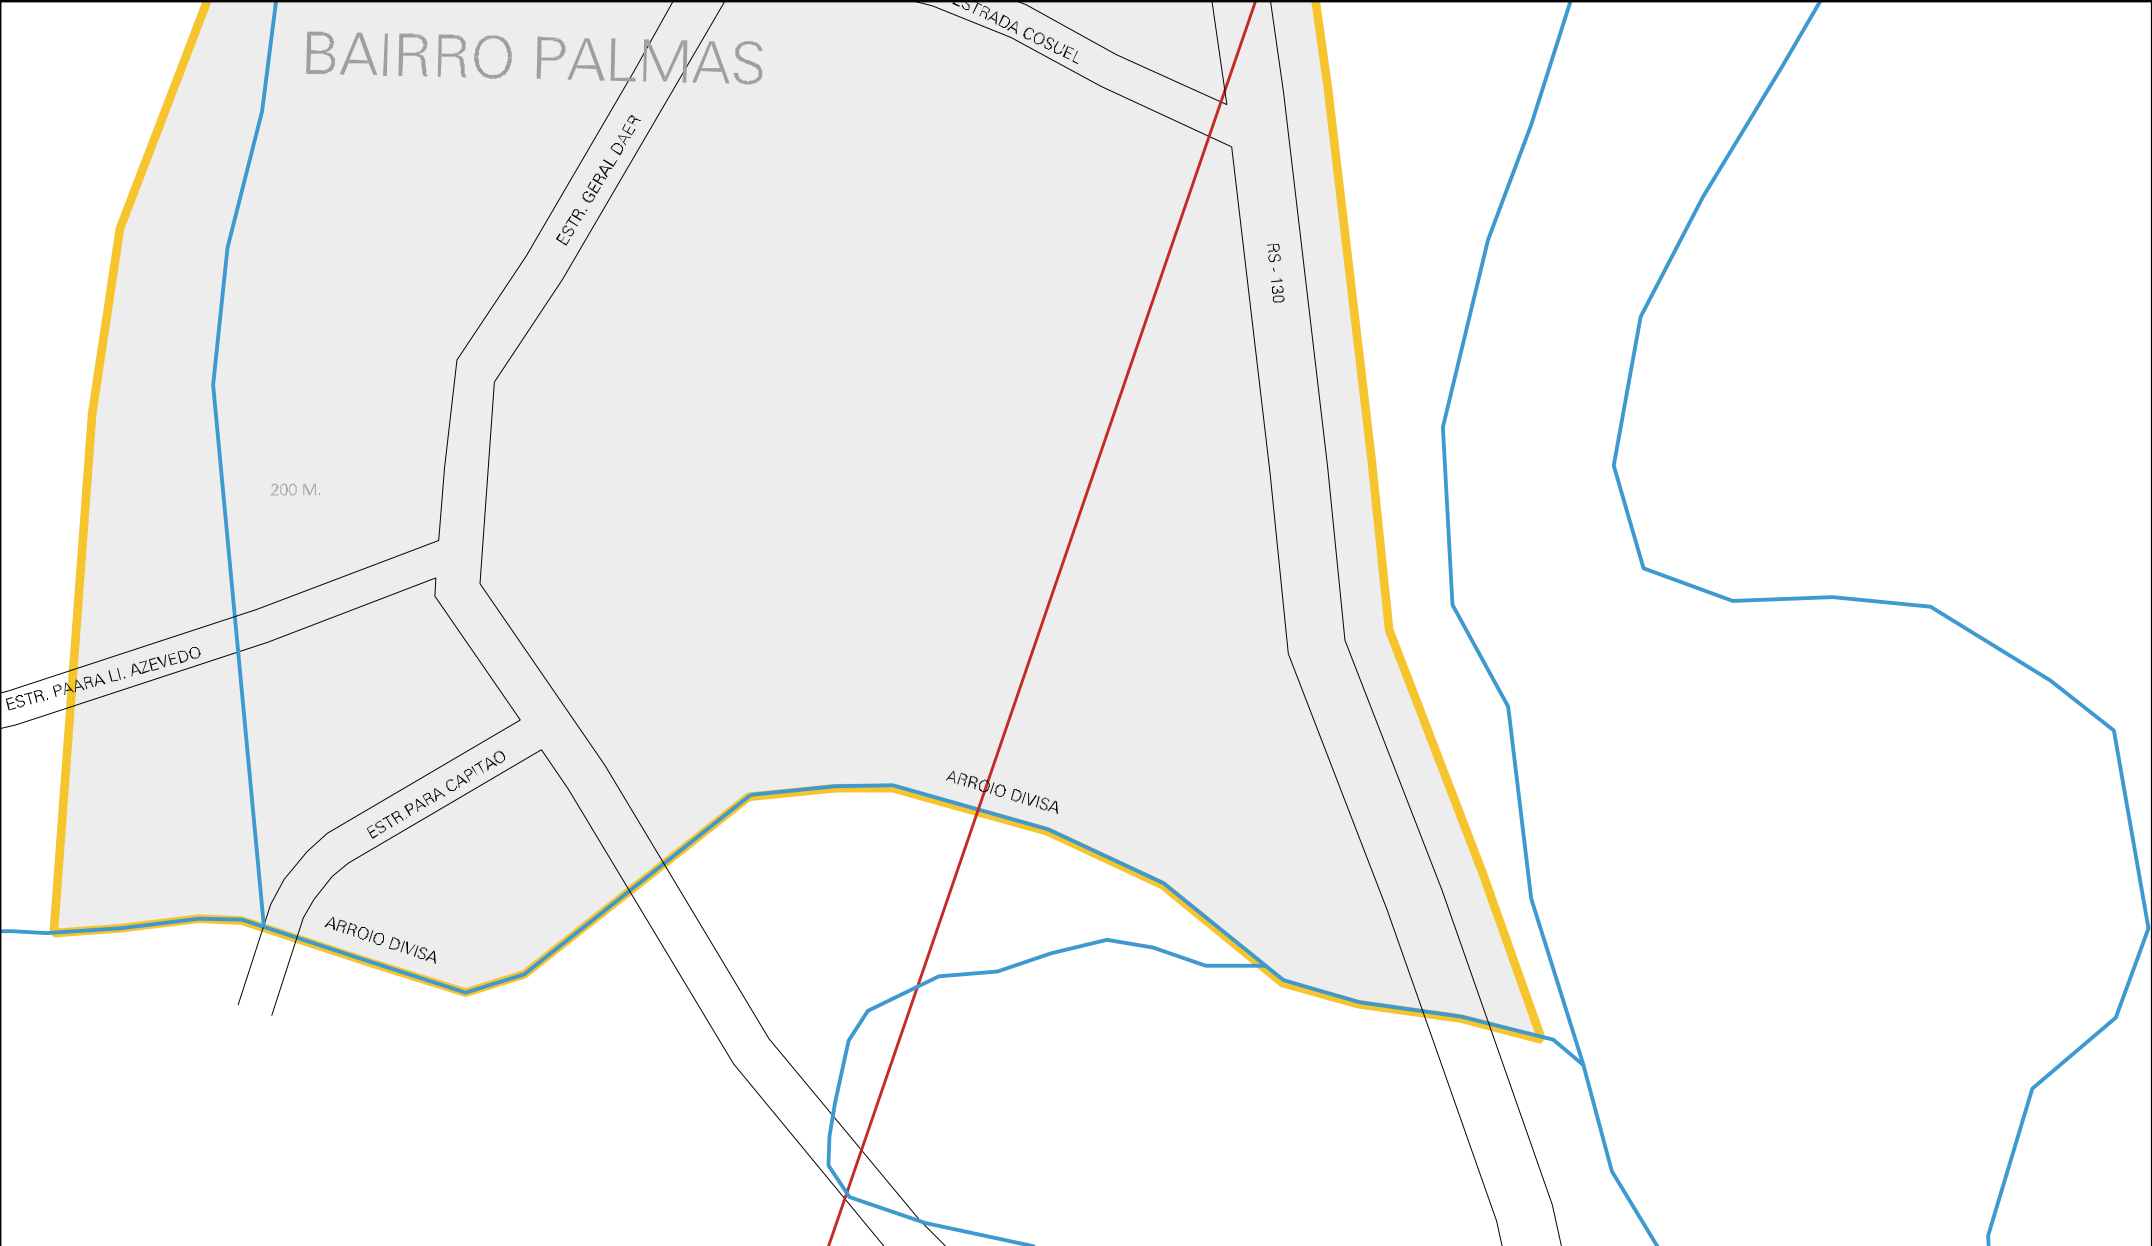 ESTRADA COSUEL
BAIRRO PALMAS
ESTR. GERAL DAER
RS - 130
200 M.
ESTR. PAARA LI. AZEVEDO
ESTR.PARA CAPITAO
ARROIO DIVISA
ARROIO DIVISA